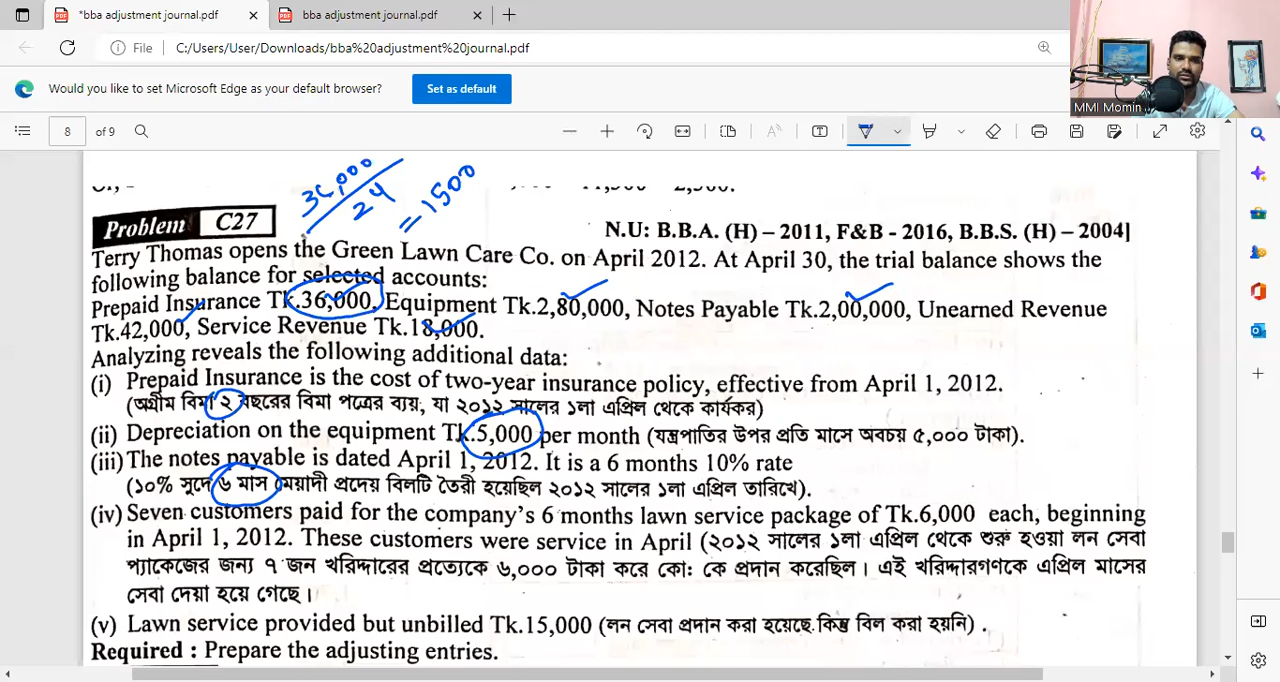 *bba adjustment journal.pdf
bba adjustment journal.pdf
File
C:/Users/User/Downloads/bba%20adjustment%20journal.pdf
Would you like to set Microsoft Edge as your default browser?
Set as default
MMI Momin
8
of 9
36,000
24
= 1500
Problem C27
N.U: B.B.A. (H) – 2011, F&B - 2016, B.B.S. (H) – 2004]
Terry Thomas opens the Green Lawn Care Co. on April 2012. At April 30, the trial balance shows the
following balance for selected accounts:
Prepaid Insurance Tk.36,000, Equipment Tk.2,80,000, Notes Payable Tk.2,00,000, Unearned Revenue
Tk.42,000, Service Revenue Tk.18,000.
Analyzing reveals the following additional data:
(i) Prepaid Insurance is the cost of two-year insurance policy, effective from April 1, 2012.
(অগ্রীম বিমা ২ বছরের বিমা পত্রের ব্যয়, যা ২০১২ সালের ১লা এপ্রিল থেকে কার্যকর)
(ii) Depreciation on the equipment Tk.5,000 per month (যন্ত্রপাতির উপর প্রতি মাসে অবচয় ৫,০০০ টাকা).
(iii) The notes payable is dated April 1, 2012. It is a 6 months 10% rate
(১০% সুদে ৬ মাস মেয়াদী প্রদেয় বিলটি তৈরী হয়েছিল ২০১২ সালের ১লা এপ্রিল তারিখে).
(iv) Seven customers paid for the company's 6 months lawn service package of Tk.6,000 each, beginning
in April 1, 2012. These customers were service in April (২০১২ সালের ১লা এপ্রিল থেকে শুরু হওয়া লন সেবা
প্যাকেজের জন্য ৭ জন খরিদ্দারের প্রত্যেকে ৬,০০০ টাকা করে কো: কে প্রদান করেছিল। এই খরিদ্দারগণকে এপ্রিল মাসের
সেবা দেয়া হয়ে গেছে।
(v) Lawn service provided but unbilled Tk.15,000 (লন সেবা প্রদান করা হয়েছে কিন্তু বিল করা হয়নি) .
Required : Prepare the adjusting entries.